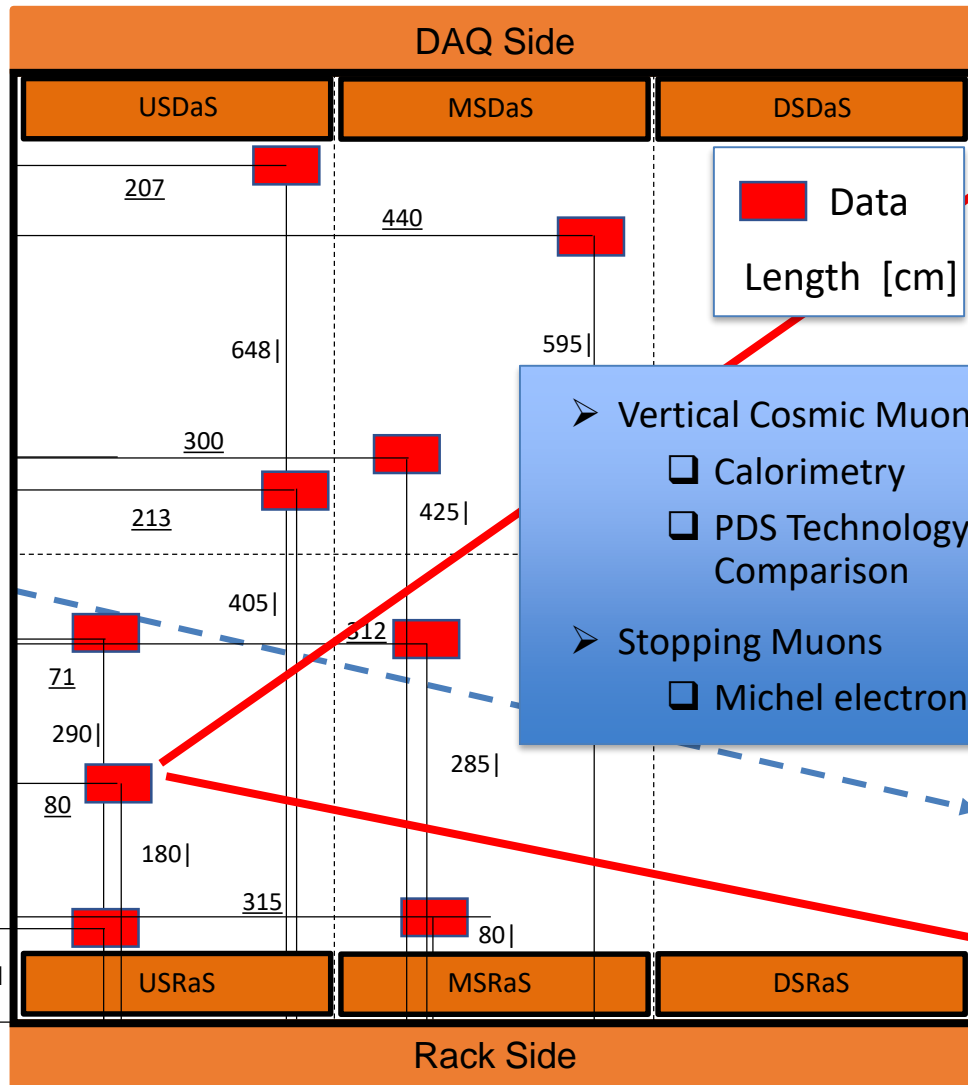 DAQ Side
USDaS MSDaS DSDaS
207
440
Data
Length [cm]
648|
595|
300
425|
213
➢ Vertical Cosmic Muon
❑ Calorimetry
❑ PDS Technology
Comparison
➢ Stopping Muons
❑ Michel electron
405|
312
71
290|
285|
80
180|
315
80|
|
USRaS MSRaS DSRaS
Rack Side